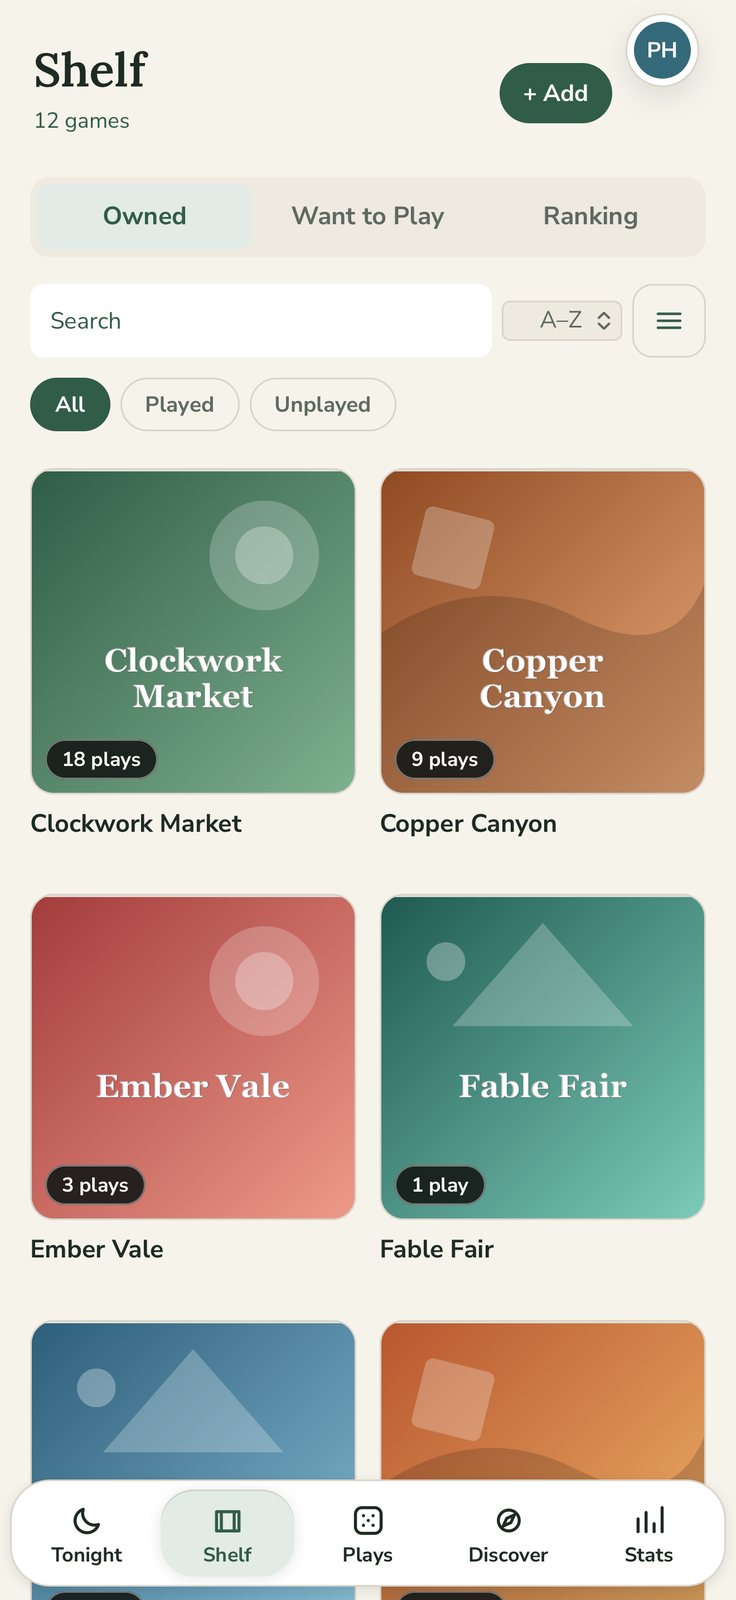 Shelf
PH
+ Add
12 games
Owned
Want to Play
Ranking
Search
A–Z
All
Played
Unplayed
Clockwork
Market
18 plays
Clockwork Market
Copper
Canyon
9 plays
Copper Canyon
Ember Vale
3 plays
Ember Vale
Fable Fair
1 play
Fable Fair
Tonight
Shelf
Plays
Discover
Stats